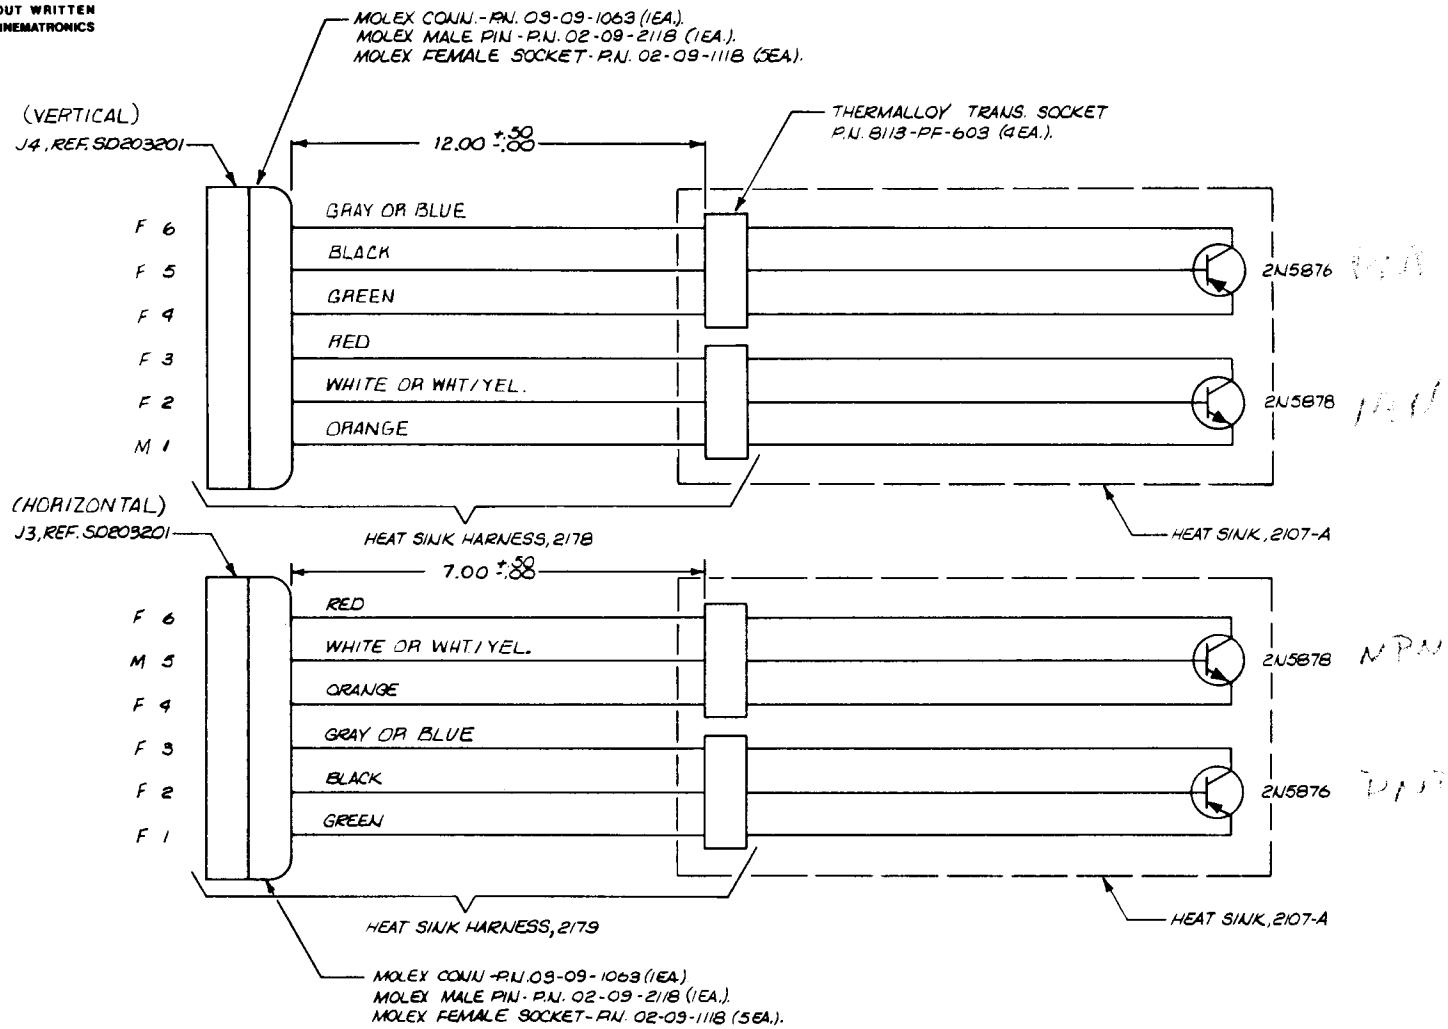 OUT WRITTEN
INEMATRONICS
MOLEX CONN.-P.N. 03-09-1063 (1EA.).
MOLEX MALE PIN-P.N. 02-09-2118 (1EA.).
MOLEX FEMALE SOCKET-P.N. 02-09-1118 (5EA.).
(VERTICAL)
J4, REF. SD203201
12.00 +.50 -.00
THERMALLOY TRANS. SOCKET
P.N. 8113-PF-603 (4EA.).
F 6 GRAY OR BLUE
F 5 BLACK
2N5876
F 4 GREEN
F 3 RED
F 2 WHITE OR WHT/YEL.
2N5878
M 1 ORANGE
HEAT SINK HARNESS, 2178
HEAT SINK, 2107-A
(HORIZONTAL)
J3, REF. SD203201
7.00 +.50 -.00
F 6 RED
M 5 WHITE OR WHT/YEL.
2N5878 NPN
F 4 ORANGE
F 3 GRAY OR BLUE
F 2 BLACK
2N5876 PNP
F 1 GREEN
HEAT SINK HARNESS, 2179
HEAT SINK, 2107-A
MOLEX CONN-P.N. 03-09-1063 (1EA.)
MOLEX MALE PIN-P.N. 02-09-2118 (1EA.).
MOLEX FEMALE SOCKET-P.N. 02-09-1118 (5EA.).